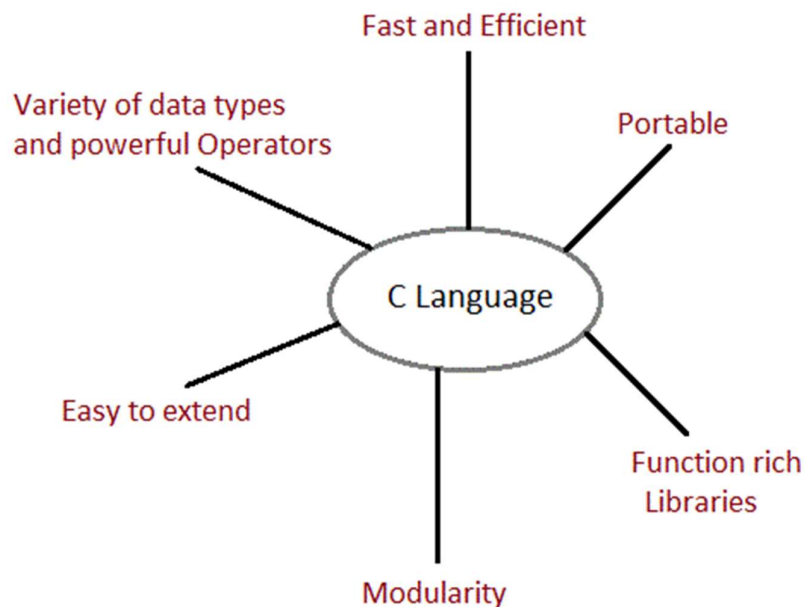 Fast and Efficient
Variety of data types
and powerful Operators
Portable
C Language
Easy to extend
Function rich
Libraries
Modularity